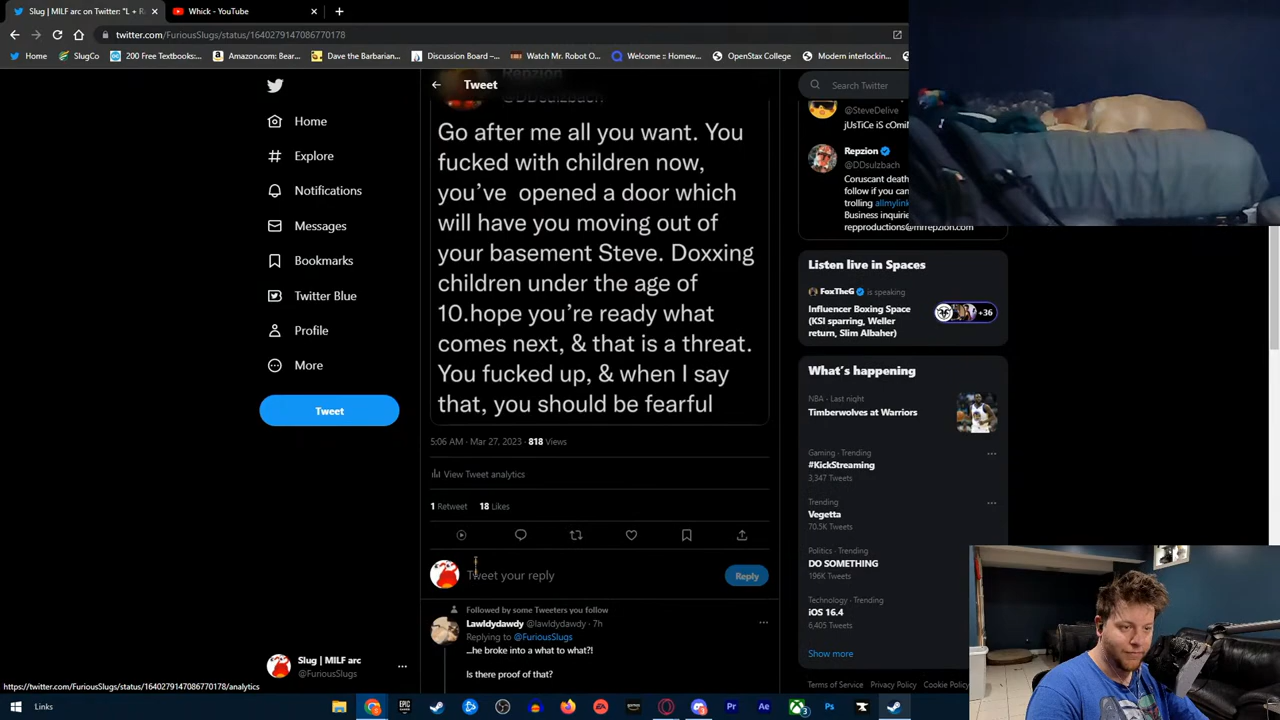 Slug | MILF arc on Twitter: "L + R
Whick - YouTube
twitter.com/FuriousSlugs/status/1640279147086770178
Home
SlugCo
200 Free Textbooks:...
Amazon.com: Bear...
Dave the Barbarian...
Discussion Board –...
Watch Mr. Robot O...
Welcome :: Homew...
OpenStax College
Modern interlockin...
Home
Explore
Notifications
Messages
Bookmarks
Twitter Blue
Profile
More
Tweet
Slug | MILF arc
@FuriousSlugs
https://twitter.com/FuriousSlugs/status/1640279147086770178/analytics
Tweet
Repzion
@DDsulzbach
Go after me all you want. You
fucked with children now,
you've opened a door which
will have you moving out of
your basement Steve. Doxxing
children under the age of
10.hope you're ready what
comes next, & that is a threat.
You fucked up, & when I say
that, you should be fearful
5:06 AM · Mar 27, 2023 · 818 Views
View Tweet analytics
1 Retweet 18 Likes
Tweet your reply
Reply
Followed by some Tweeters you follow
Lawldydawdy @lawldydawdy · 7h
Replying to @FuriousSlugs
...he broke into a what to what?!
Is there proof of that?
Search Twitter
@SteveDelive
jUsTiCe iS cOmi
Repzion
@DDsulzbach
Coruscant death
follow if you can
trolling allmylink
Business inquirie
repproductions@mrrepzion.com
Listen live in Spaces
FoxTheG is speaking
Influencer Boxing Space
(KSI sparring, Weller
return, Slim Albaher)
+36
What's happening
NBA · Last night
Timberwolves at Warriors
Gaming · Trending
#KickStreaming
3,347 Tweets
Trending
Vegetta
70.5K Tweets
Politics · Trending
DO SOMETHING
196K Tweets
Technology · Trending
iOS 16.4
6,405 Tweets
Show more
Terms of Service Privacy Policy Cookie Policy
Links